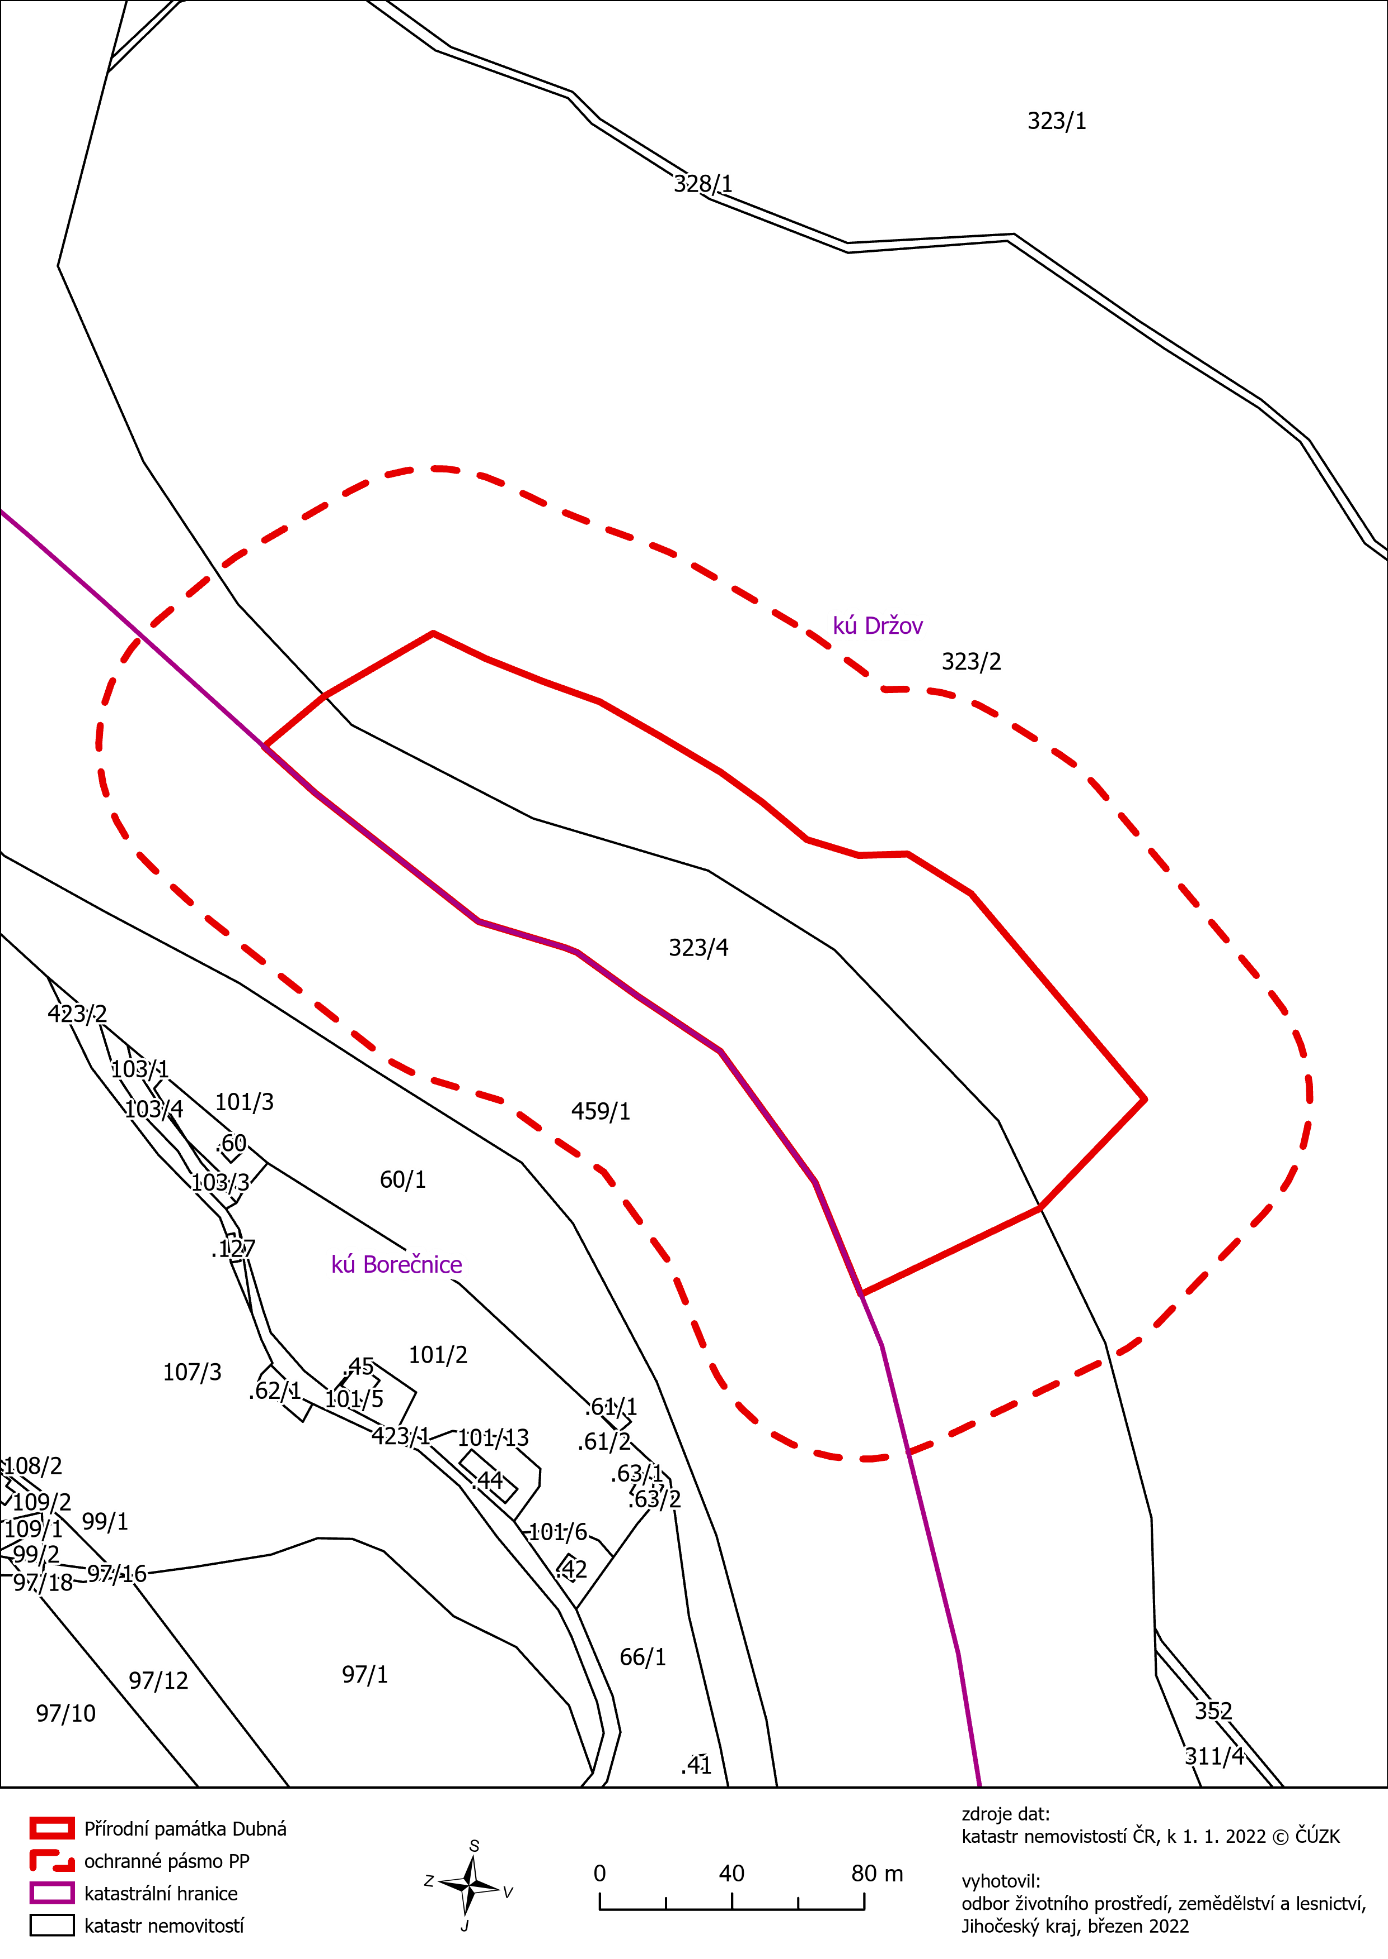 323/1
328/1
kú Držov
323/2
323/4
423/2
103/1
103/4
101/3
459/1
.60
60/1
103/3
.127
kú Borečnice
107/3
101/2
.45
.62/1
101/5
.61/1
423/1
101/13
.61/2
108/2
.44
.63/1
109/2
.63/2
109/1
99/1
101/6
99/2
97/16
.42
97/18
66/1
97/12
97/1
97/10
352
.41
311/4
Přírodní památka Dubná
ochranné pásmo PP
katastrální hranice
katastr nemovitostí
S
Z
V
J
0 40 80 m
zdroje dat:
katastr nemovistostí ČR, k 1. 1. 2022 © ČÚZK
vyhotovil:
odbor životního prostředí, zemědělství a lesnictví,
Jihočeský kraj, březen 2022